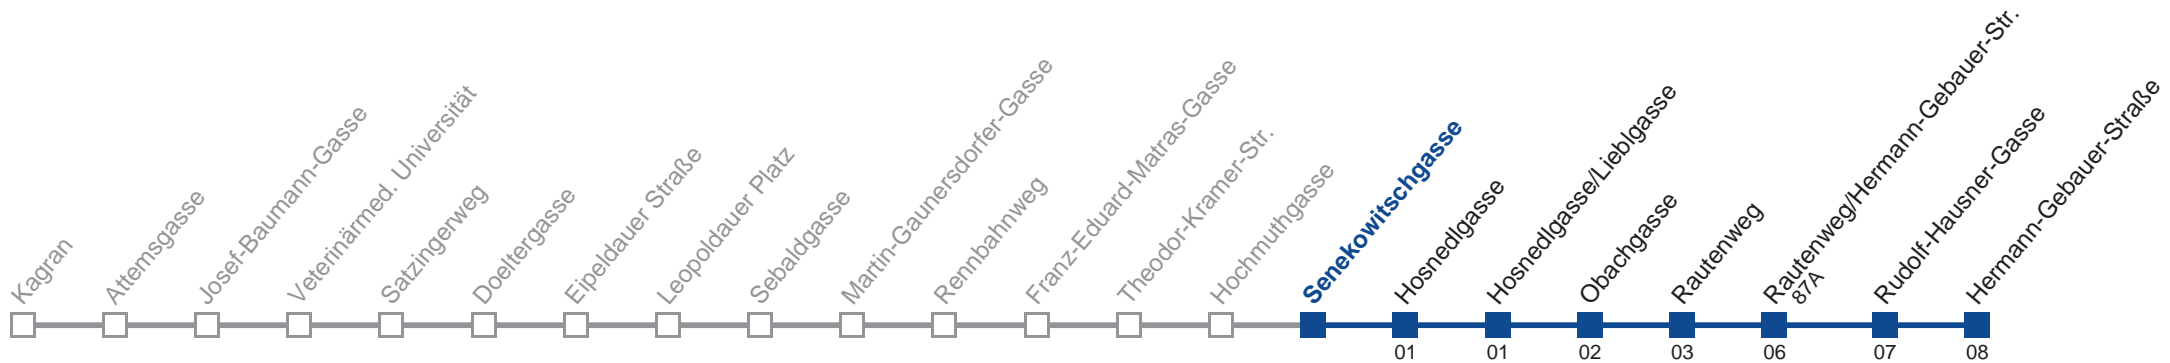 Kagran
Attemsgasse
Josef-Baumann-Gasse
Veterinärmed. Universität
Satzingerweg
Doeltergasse
Eipeldauer Straße
Leopoldauer Platz
Sebaldgasse
Martin-Gaunersdorfer-Gasse
Rennbahnweg
Franz-Eduard-Matras-Gasse
Theodor-Kramer-Str.
Hochmuthgasse
Senekowitschgasse
Hosnedlgasse
Hosnedlgasse/Lieblgasse
Obachgasse
Rautenweg
Rautenweg/Hermann-Gebauer-Str.
87A
Rudolf-Hausner-Gasse
Hermann-Gebauer-Straße
01 01 02 03 06 07 08